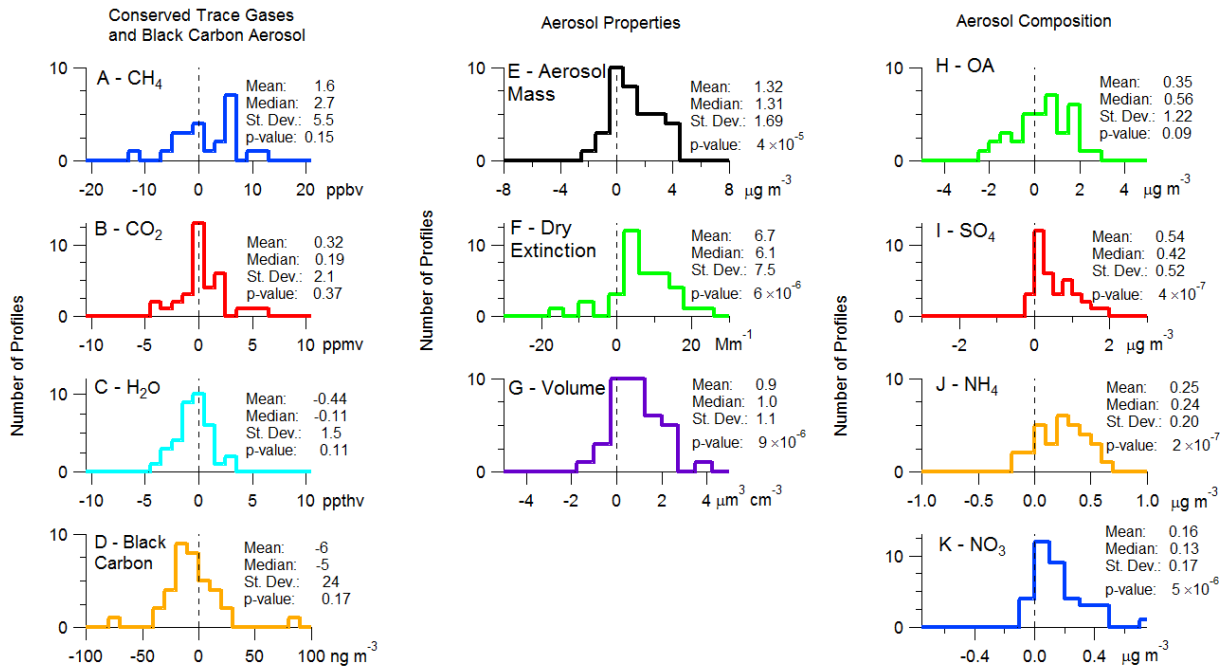 Conserved Trace Gases
and Black Carbon Aerosol
Aerosol Properties
Aerosol Composition
Number of Profiles
A - CH₄
Mean: 1.6
Median: 2.7
St. Dev.: 5.5
p-value: 0.15
10
0
-20 -10 0 10 20 ppbv
B - CO₂
Mean: 0.32
Median: 0.19
St. Dev.: 2.1
p-value: 0.37
10
0
-10 -5 0 5 10 ppmv
C - H₂O
Mean: -0.44
Median: -0.11
St. Dev.: 1.5
p-value: 0.11
10
0
-10 -5 0 5 10 ppthv
D - Black
Carbon
Mean: -6
Median: -5
St. Dev.: 24
p-value: 0.17
10
0
-100 -50 0 50 100 ng m⁻³
Number of Profiles
E - Aerosol
Mass
Mean: 1.32
Median: 1.31
St. Dev.: 1.69
p-value: 4 ×10⁻⁵
10
0
-8 -4 0 4 8
µg m⁻³
F - Dry
Extinction
Mean: 6.7
Median: 6.1
St. Dev.: 7.5
p-value: 6 ×10⁻⁶
10
0
-20 0 20 Mm⁻¹
G - Volume
Mean: 0.9
Median: 1.0
St. Dev.: 1.1
p-value: 9 ×10⁻⁶
10
0
-4 -2 0 2 4 µm³ cm⁻³
Number of Profiles
H - OA
Mean: 0.35
Median: 0.56
St. Dev.: 1.22
p-value: 0.09
10
0
-4 -2 0 2 4
µg m⁻³
I - SO₄
Mean: 0.54
Median: 0.42
St. Dev.: 0.52
p-value: 4 ×10⁻⁷
10
0
-2 0 2 µg m⁻³
J - NH₄
Mean: 0.25
Median: 0.24
St. Dev.: 0.20
p-value: 2 ×10⁻⁷
10
0
-1.0 -0.5 0.0 0.5 1.0
µg m⁻³
K - NO₃
Mean: 0.16
Median: 0.13
St. Dev.: 0.17
p-value: 5 ×10⁻⁶
10
0
-0.4 0.0 0.4 µg m⁻³